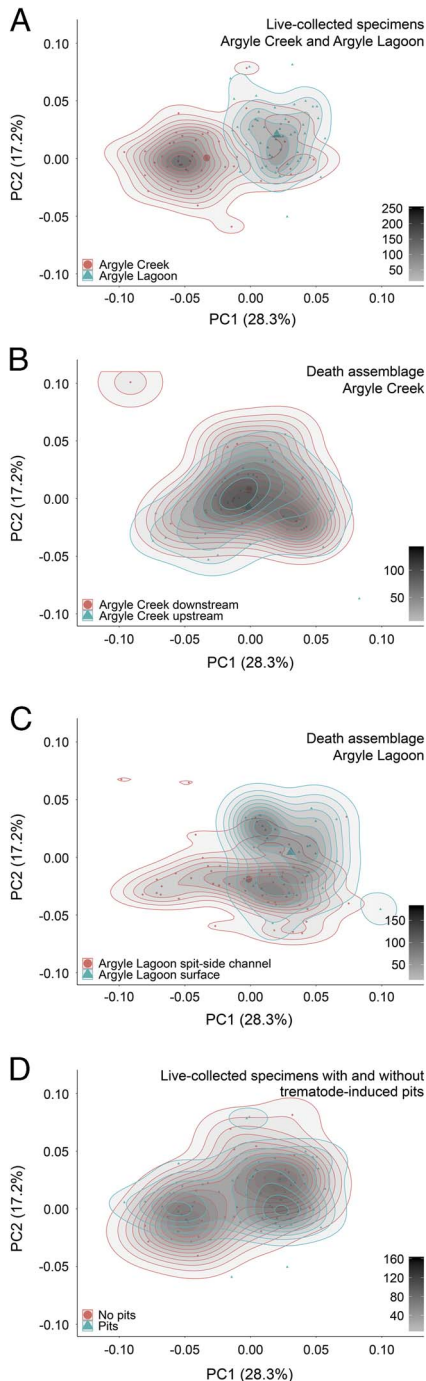 A
Live-collected specimens
Argyle Creek and Argyle Lagoon
0.10
0.05
0.00
-0.05
-0.10
PC2 (17.2%)
250
200
150
100
50
Argyle Creek
Argyle Lagoon
-0.10 -0.05 0.00 0.05 0.10
PC1 (28.3%)
B
Death assemblage
Argyle Creek
0.10
0.05
0.00
-0.05
-0.10
PC2 (17.2%)
100
50
Argyle Creek downstream
Argyle Creek upstream
-0.10 -0.05 0.00 0.05 0.10
PC1 (28.3%)
C
Death assemblage
Argyle Lagoon
0.10
0.05
0.00
-0.05
-0.10
PC2 (17.2%)
150
100
50
Argyle Lagoon spit-side channel
Argyle Lagoon surface
-0.10 -0.05 0.00 0.05 0.10
PC1 (28.3%)
D
Live-collected specimens with and without
trematode-induced pits
0.10
0.05
0.00
-0.05
-0.10
PC2 (17.2%)
160
120
80
40
No pits
Pits
-0.10 -0.05 0.00 0.05 0.10
PC1 (28.3%)